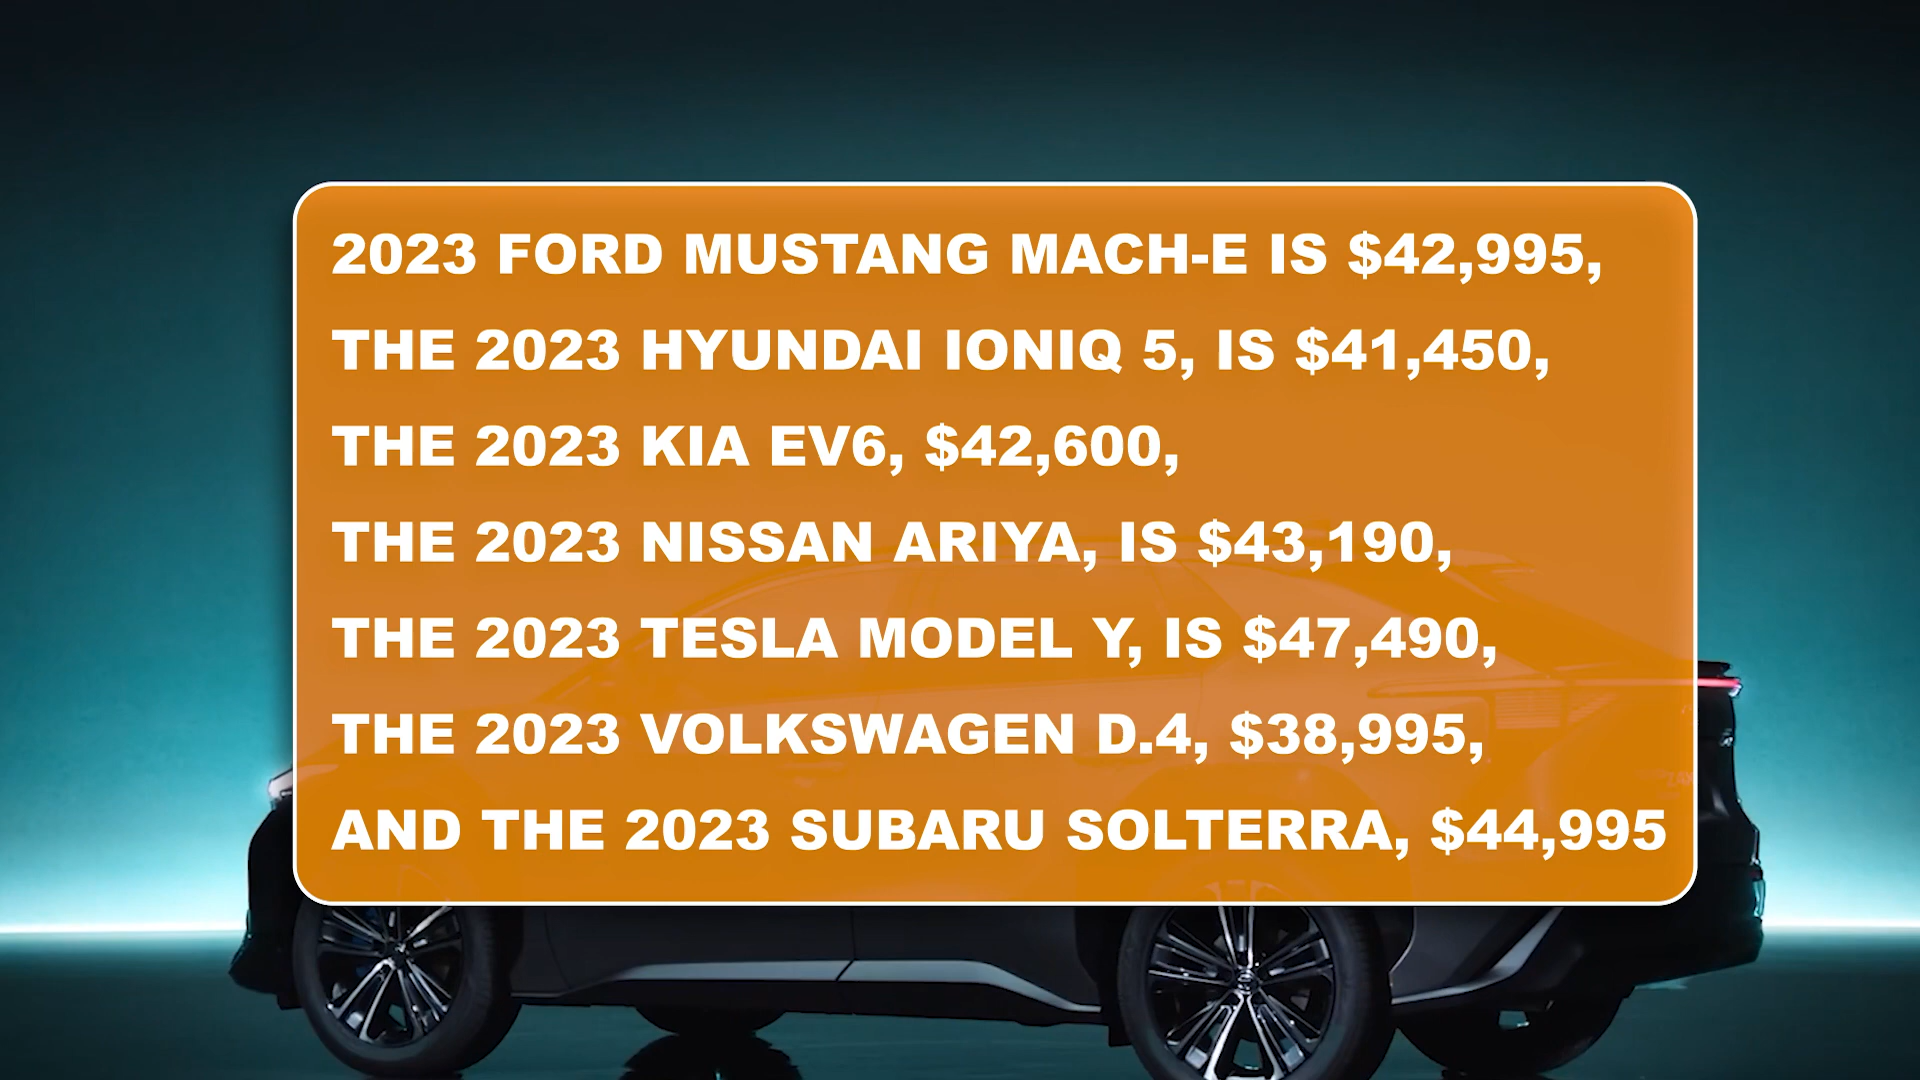 2023 FORD MUSTANG MACH-E IS $42,995,
THE 2023 HYUNDAI IONIQ 5, IS $41,450,
THE 2023 KIA EV6, $42,600,
THE 2023 NISSAN ARIYA, IS $43,190,
THE 2023 TESLA MODEL Y, IS $47,490,
THE 2023 VOLKSWAGEN D.4, $38,995,
AND THE 2023 SUBARU SOLTERRA, $44,995